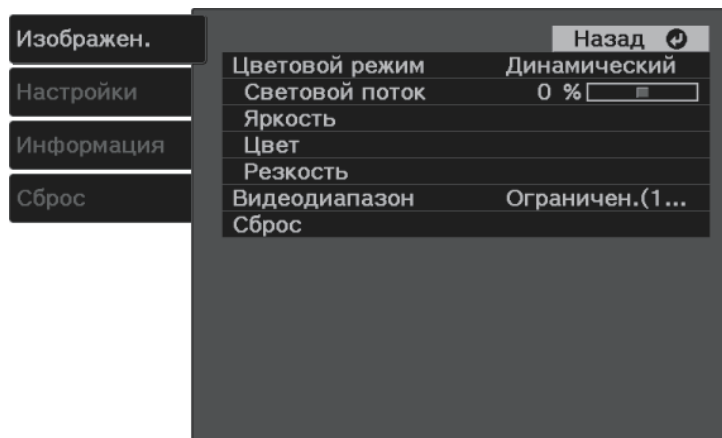 Изображен.
Настройки
Информация
Сброс
Назад
Цветовой режим Динамический
Световой поток 0 %
Яркость
Цвет
Резкость
Видеодиапазон Ограничен.(1...
Сброс